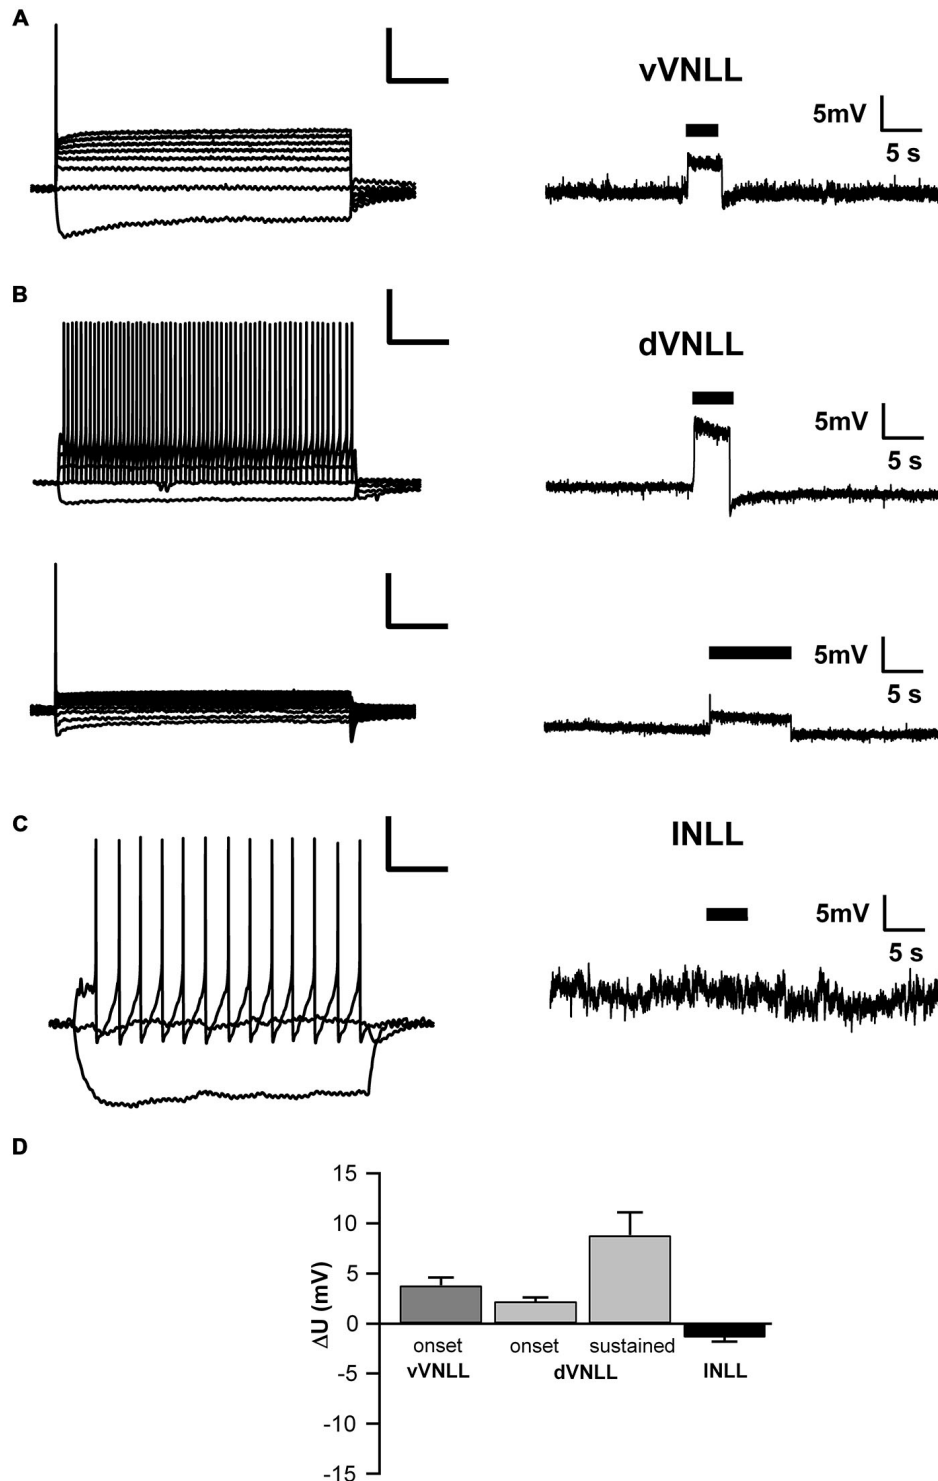 A
vVNLL
5mV
5 s
B
dVNLL
5mV
5 s
5mV
5 s
C
INLL
5mV
5 s
D
15
10
5
0
-5
-10
-15
ΔU (mV)
onset onset sustained
vVNLL dVNLL INLL